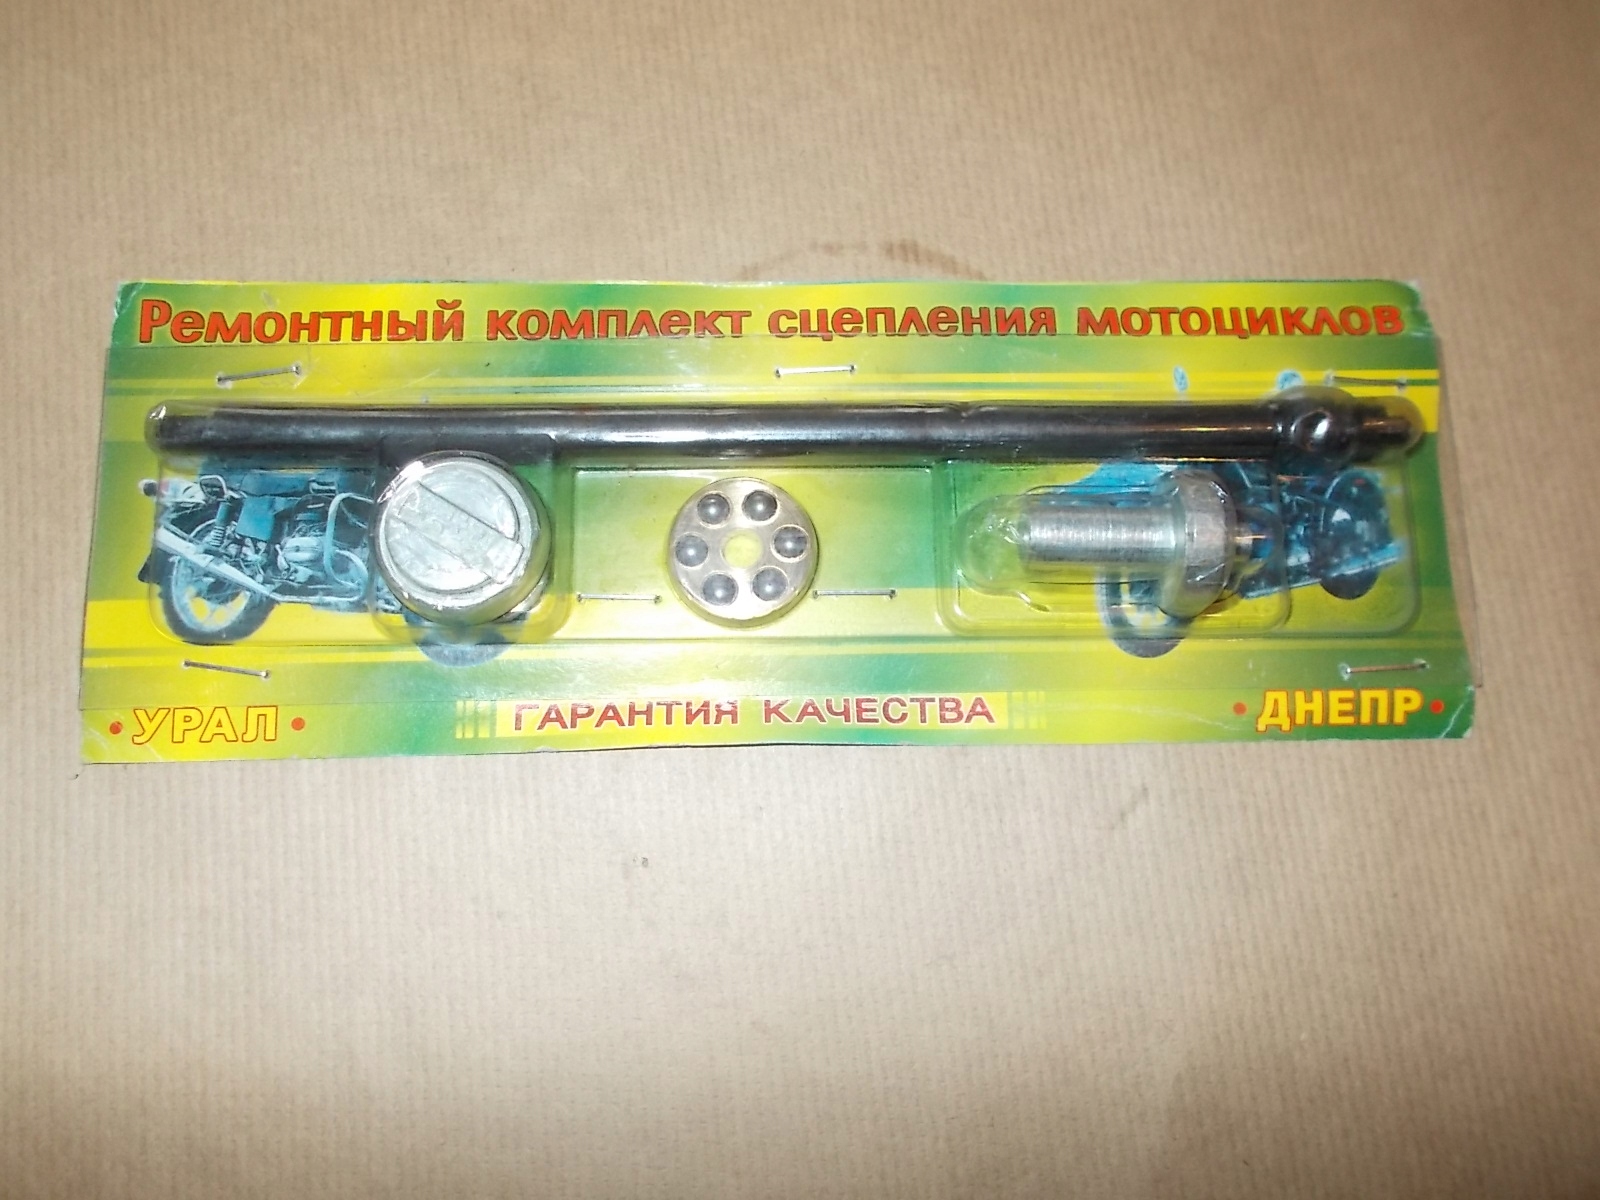 Ремонтный комплект сцепления мотоциклов
• УРАЛ •
ГАРАНТИЯ КАЧЕСТВА
• ДНЕПР •